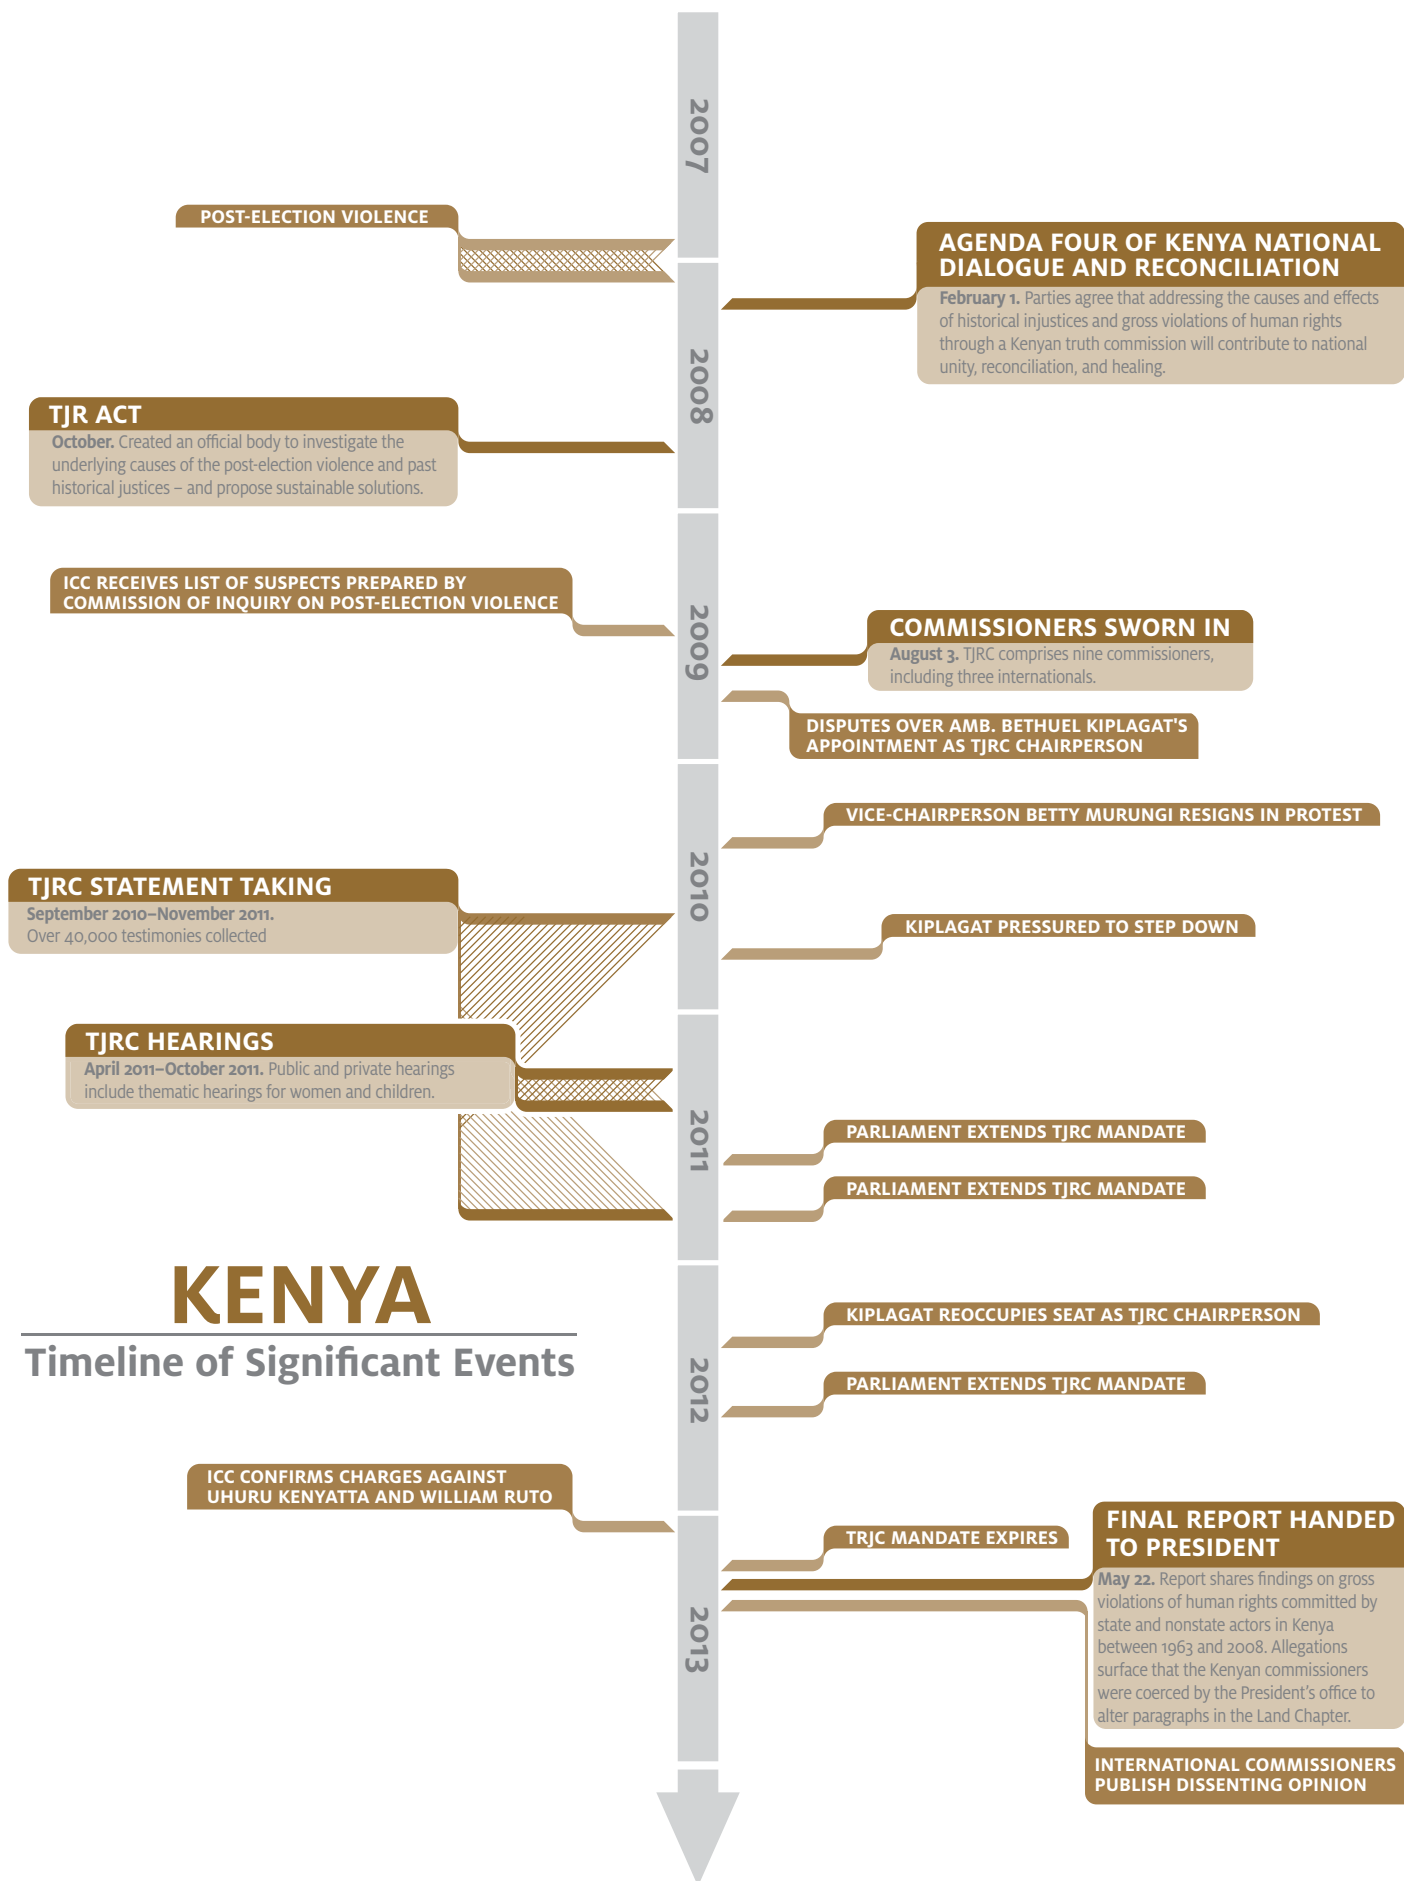 2007
POST-ELECTION VIOLENCE
AGENDA FOUR OF KENYA NATIONAL
DIALOGUE AND RECONCILIATION
February 1. Parties agree that addressing the causes and effects
of historical injustices and gross violations of human rights
through a Kenyan truth commission will contribute to national
unity, reconciliation, and healing.
2008
TJR ACT
October. Created an official body to investigate the
underlying causes of the post-election violence and past
historical justices – and propose sustainable solutions.
ICC RECEIVES LIST OF SUSPECTS PREPARED BY
COMMISSION OF INQUIRY ON POST-ELECTION VIOLENCE
2009
COMMISSIONERS SWORN IN
August 3. TJRC comprises nine commissioners,
including three internationals.
DISPUTES OVER AMB. BETHUEL KIPLAGAT'S
APPOINTMENT AS TJRC CHAIRPERSON
VICE-CHAIRPERSON BETTY MURUNGI RESIGNS IN PROTEST
2010
TJRC STATEMENT TAKING
September 2010–November 2011.
Over 40,000 testimonies collected
KIPLAGAT PRESSURED TO STEP DOWN
TJRC HEARINGS
April 2011–October 2011. Public and private hearings
include thematic hearings for women and children.
2011
PARLIAMENT EXTENDS TJRC MANDATE
PARLIAMENT EXTENDS TJRC MANDATE
KENYA
Timeline of Significant Events
KIPLAGAT REOCCUPIES SEAT AS TJRC CHAIRPERSON
2012
PARLIAMENT EXTENDS TJRC MANDATE
ICC CONFIRMS CHARGES AGAINST
UHURU KENYATTA AND WILLIAM RUTO
TRJC MANDATE EXPIRES
FINAL REPORT HANDED
TO PRESIDENT
May 22. Report shares findings on gross
violations of human rights committed by
state and nonstate actors in Kenya
between 1963 and 2008. Allegations
surface that the Kenyan commissioners
were coerced by the President's office to
alter paragraphs in the Land Chapter.
2013
INTERNATIONAL COMMISSIONERS
PUBLISH DISSENTING OPINION